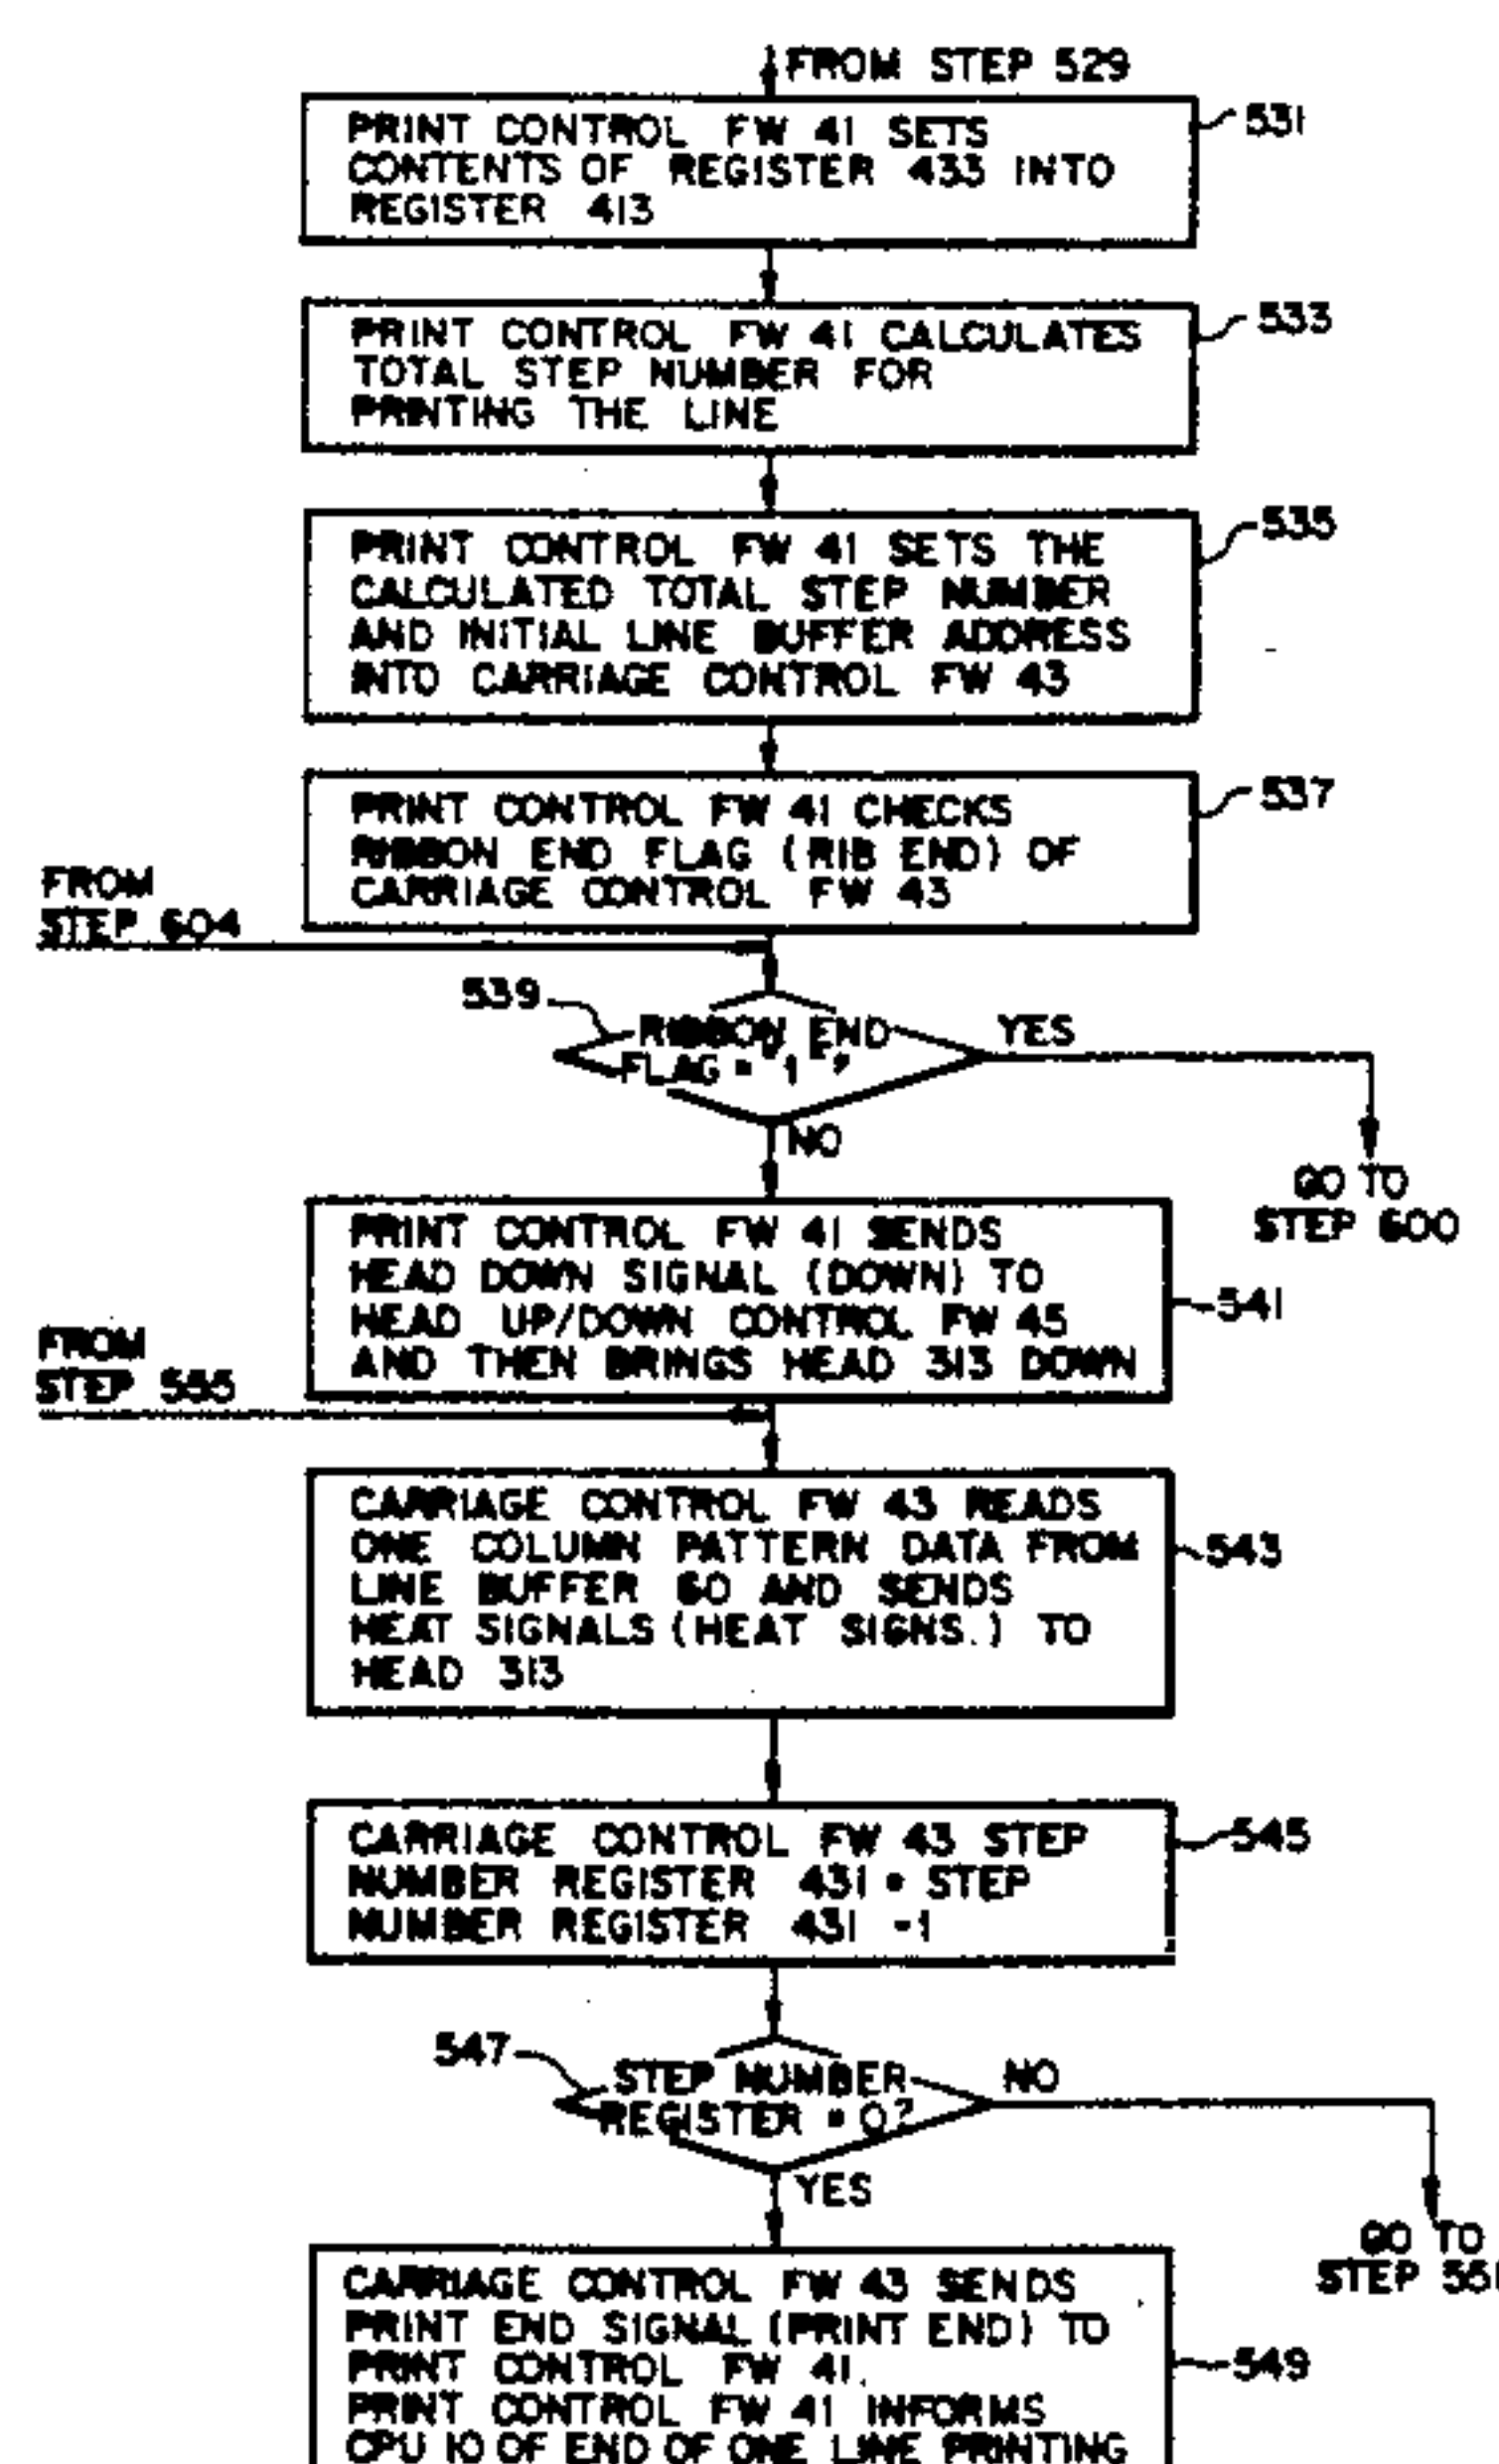 FROM STEP 529
531
PRINT CONTROL FW 41 SETS
CONTENTS OF REGISTER 433 INTO
REGISTER 413
533
PRINT CONTROL FW 41 CALCULATES
TOTAL STEP NUMBER FOR
PRINTING THE LINE
535
PRINT CONTROL FW 41 SETS THE
CALCULATED TOTAL STEP NUMBER
AND INITIAL LINE BUFFER ADDRESS
INTO CARRIAGE CONTROL FW 43
537
PRINT CONTROL FW 41 CHECKS
RIBBON END FLAG (RIB END) OF
CARRIAGE CONTROL FW 43
FROM
STEP 604
539
RIBBON END
FLAG = "1"?
YES
NO
GO TO
STEP 600
PRINT CONTROL FW 41 SENDS
HEAD DOWN SIGNAL (DOWN) TO
HEAD UP/DOWN CONTROL FW 45
AND THEN BRINGS HEAD 313 DOWN
541
FROM
STEP 555
CARRIAGE CONTROL FW 43 READS
ONE COLUMN PATTERN DATA FROM
LINE BUFFER 60 AND SENDS
HEAT SIGNALS (HEAT SIGNS.) TO
HEAD 313
543
CARRIAGE CONTROL FW 43 STEP
NUMBER REGISTER 431 = STEP
NUMBER REGISTER 431 -1
545
547
STEP NUMBER
REGISTER = 0?
NO
YES
GO TO
STEP 551
CARRIAGE CONTROL FW 43 SENDS
PRINT END SIGNAL (PRINT END) TO
PRINT CONTROL FW 41.
PRINT CONTROL FW 41 INFORMS
CPU 10 OF END OF ONE LINE PRINTING
549